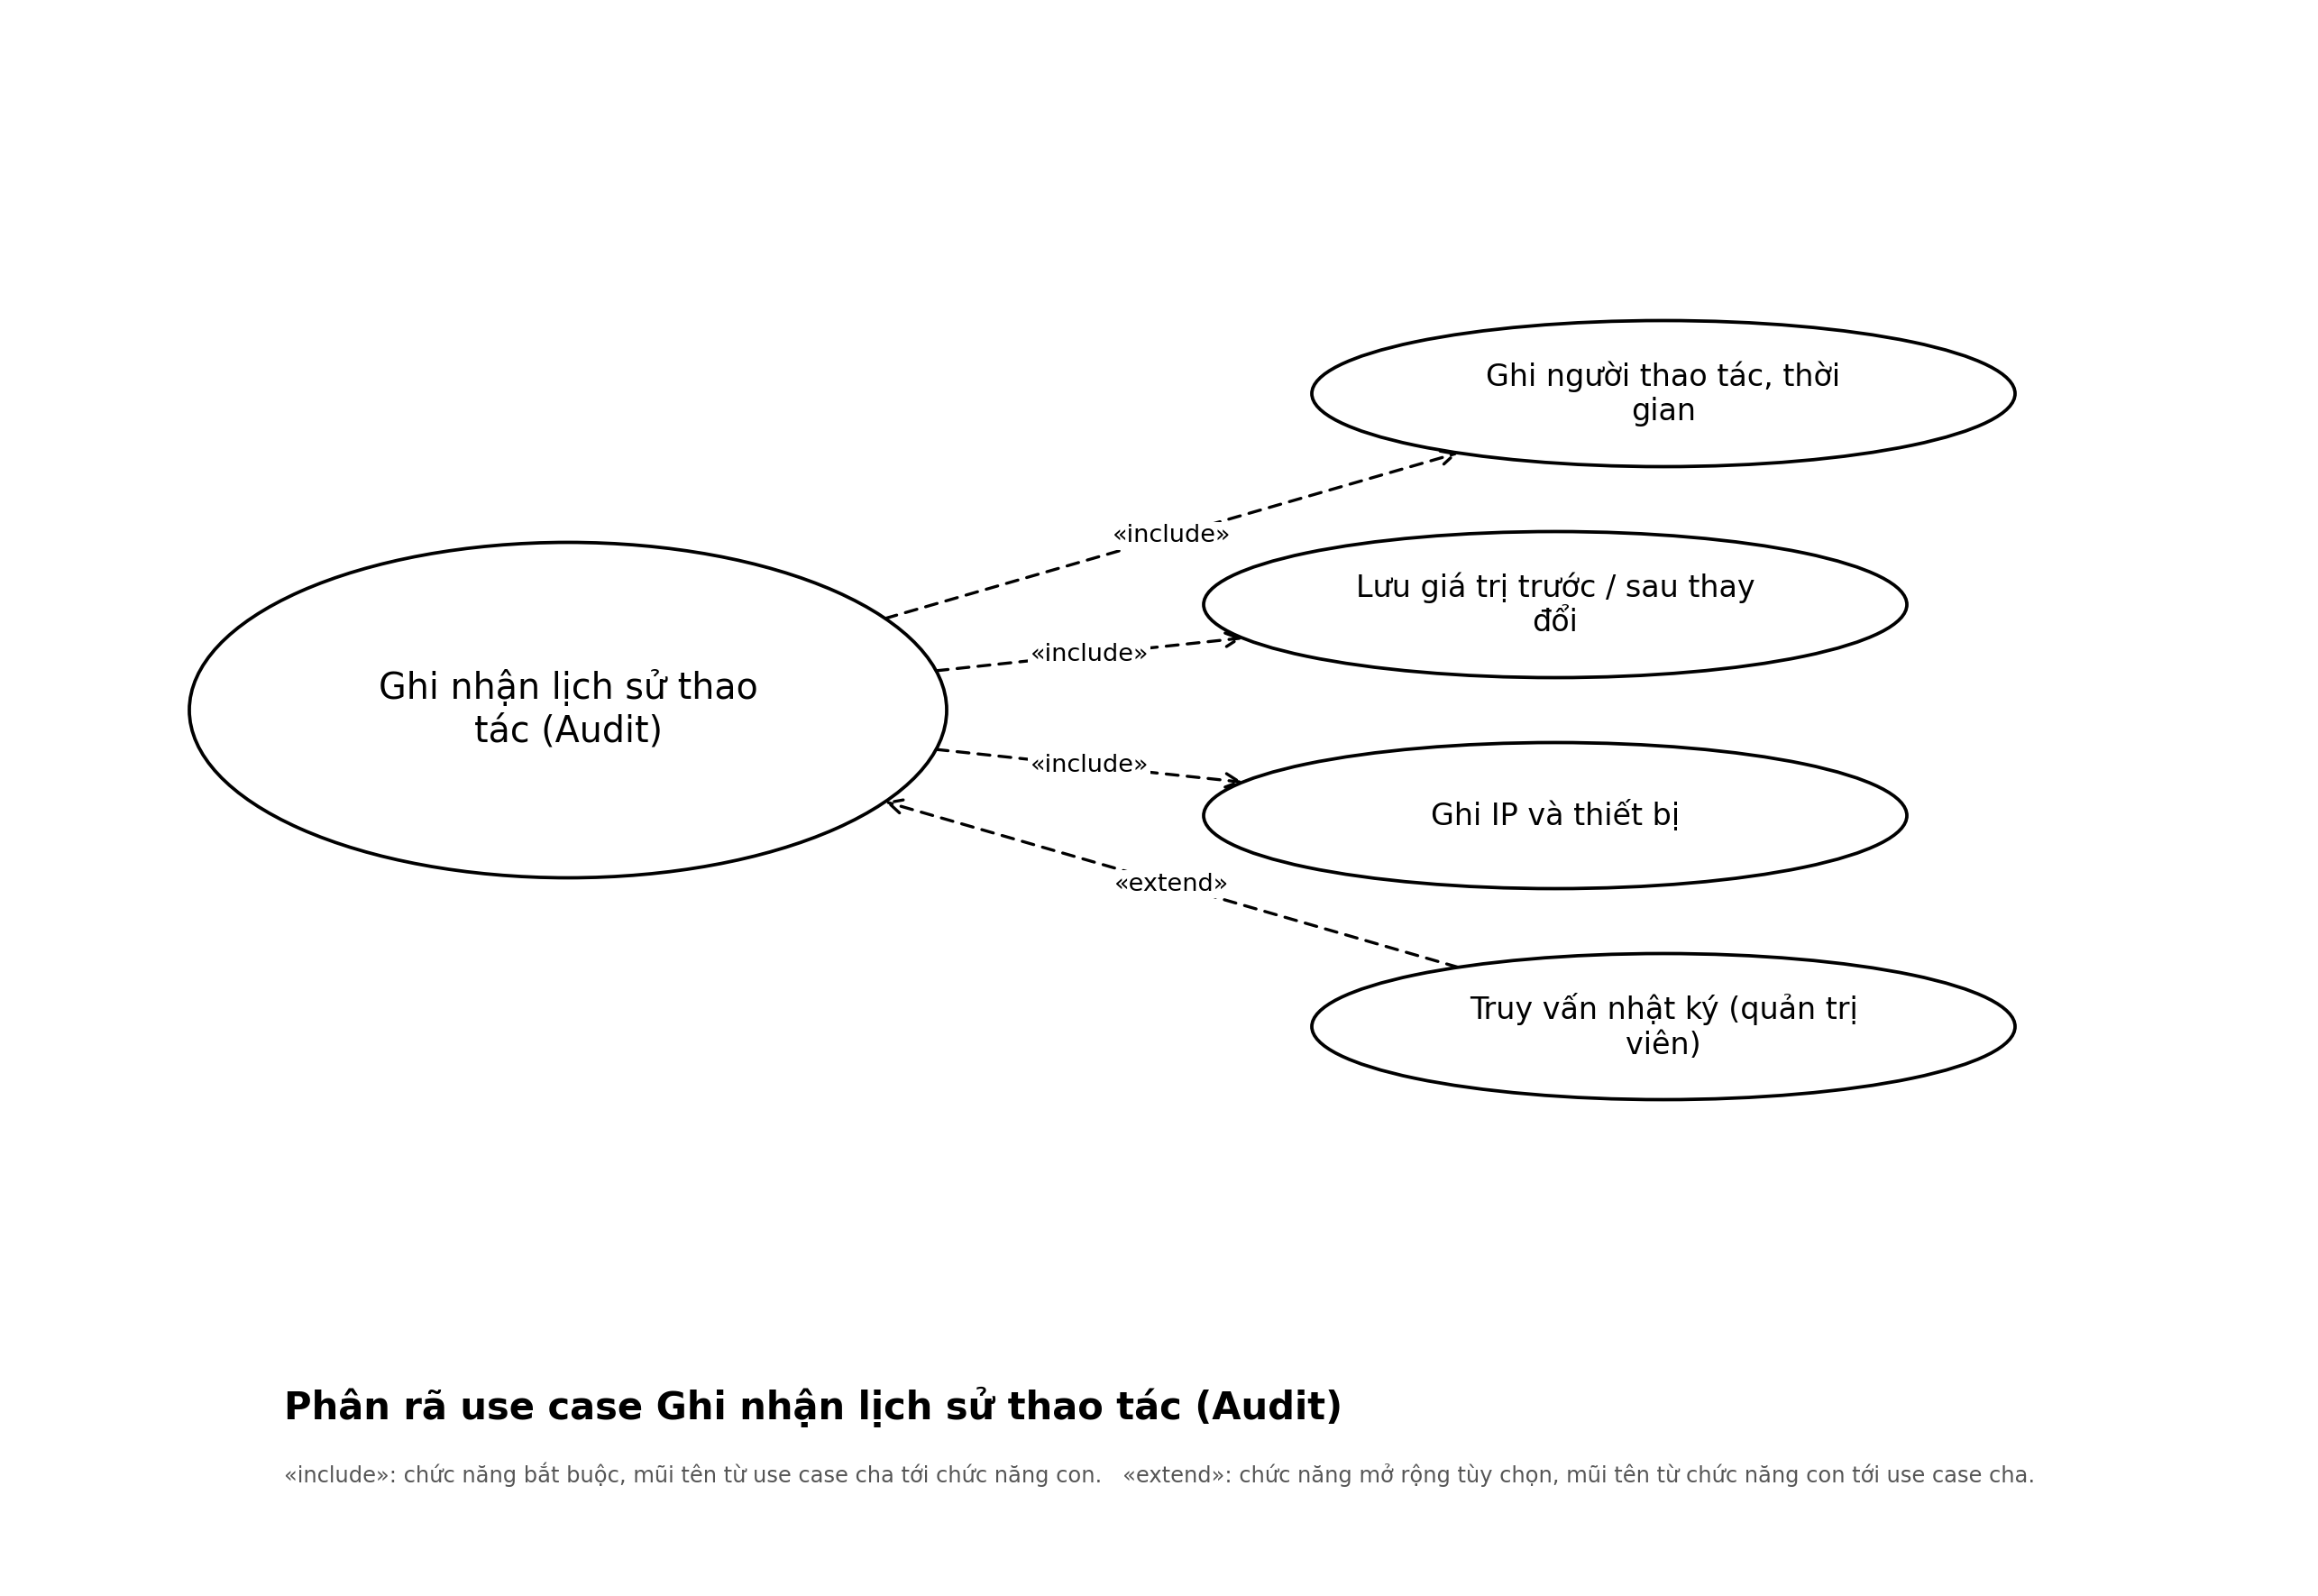 Ghi người thao tác, thời
gian
«include»
Lưu giá trị trước / sau thay
đổi
«include»
Ghi nhận lịch sử thao
tác (Audit)
«include»
Ghi IP và thiết bị
«extend»
Truy vấn nhật ký (quản trị
viên)
Phân rã use case Ghi nhận lịch sử thao tác (Audit)
«include»: chức năng bắt buộc, mũi tên từ use case cha tới chức năng con. «extend»: chức năng mở rộng tùy chọn, mũi tên từ chức năng con tới use case cha.